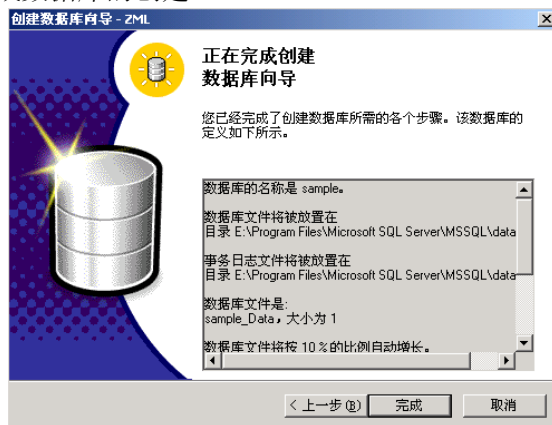 创建数据库向导 - ZML
正在完成创建
数据库向导
您已经完成了创建数据库所需的各个步骤。该数据库的
定义如下所示。
数据库的名称是 sample。
数据库文件将被放置在
目录 E:\Program Files\Microsoft SQL Server\MSSQL\data
事务日志文件将被放置在
目录 E:\Program Files\Microsoft SQL Server\MSSQL\data
数据库文件是:
sample_Data，大小为 1
数据库文件将按 10 % 的比例自动增长。
< 上一步(B)
完成
取消